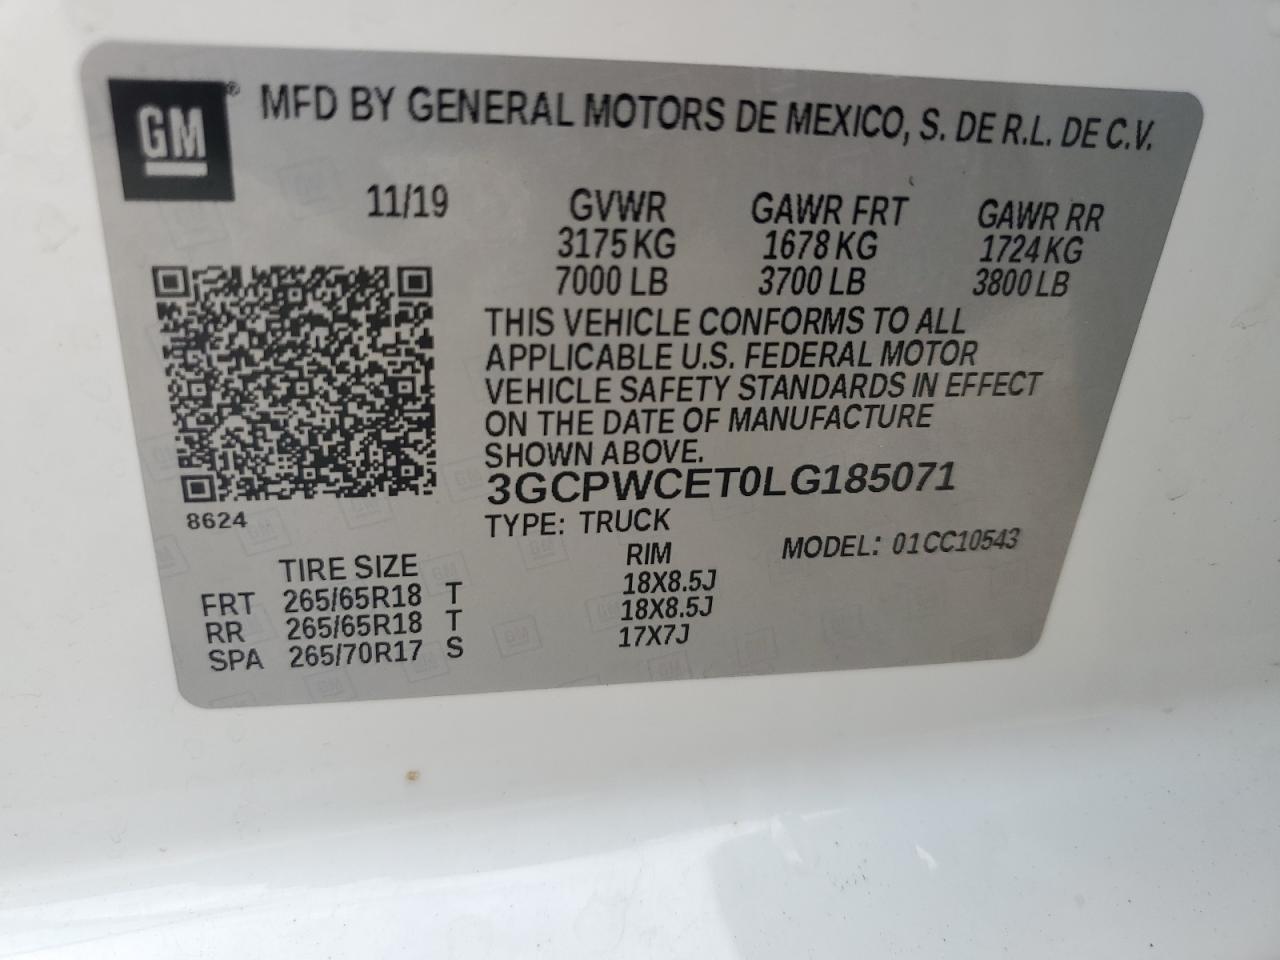 GM® MFD BY GENERAL MOTORS DE MEXICO, S. DE R.L. DE C.V.
11/19 GVWR GAWR FRT GAWR RR
3175 KG 1678 KG 1724 KG
7000 LB 3700 LB 3800 LB
THIS VEHICLE CONFORMS TO ALL
APPLICABLE U.S. FEDERAL MOTOR
VEHICLE SAFETY STANDARDS IN EFFECT
ON THE DATE OF MANUFACTURE
SHOWN ABOVE.
3GCPWCET0LG185071
8624
TYPE: TRUCK MODEL: 01CC10543
TIRE SIZE RIM
FRT 265/65R18 T 18X8.5J
RR 265/65R18 T 18X8.5J
SPA 265/70R17 S 17X7J